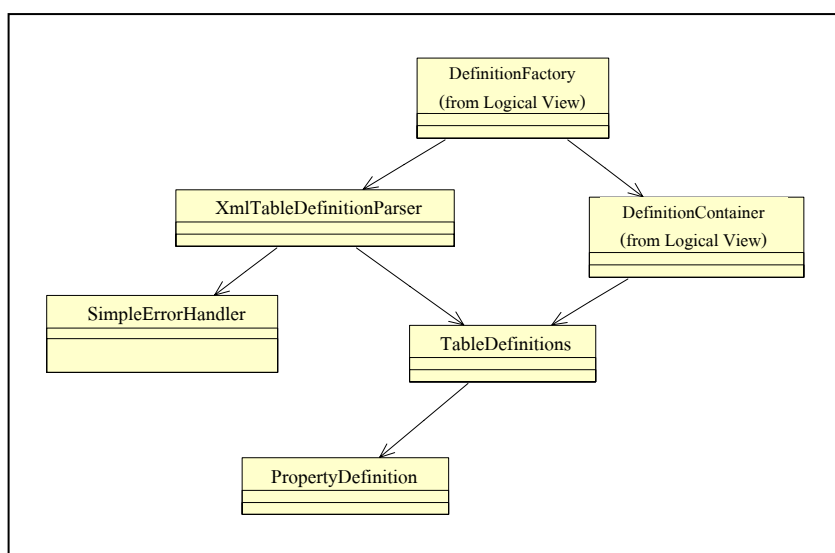 DefinitionFactory
(from Logical View)
XmlTableDefinitionParser
DefinitionContainer
(from Logical View)
SimpleErrorHandler
TableDefinitions
PropertyDefinition